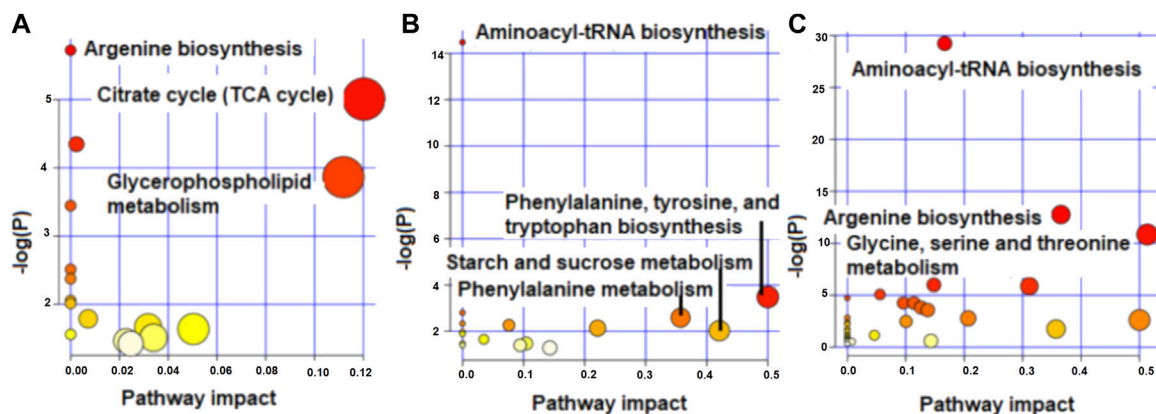 A
Argenine biosynthesis
Citrate cycle (TCA cycle)
Glycerophospolipid
metabolism
-log(P)
5
4
3
2
0.00 0.02 0.04 0.06 0.08 0.10 0.12
Pathway impact
B
Aminoacyl-tRNA biosynthesis
Phenylalanine, tyrosine, and
tryptophan biosynthesis
Starch and sucrose metabolism
Phenylalanine metabolism
-log(P)
14
12
10
8
6
4
2
0.0 0.1 0.2 0.3 0.4 0.5
Pathway impact
C
Aminoacyl-tRNA biosynthesis
Argenine biosynthesis
Glycine, serine and threonine
metabolism
-log(P)
30
25
20
15
10
5
0
0.0 0.1 0.2 0.3 0.4 0.5
Pathway impact